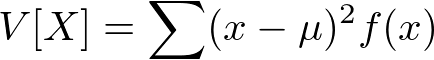 V[X] = ∑(x − μ)²f(x)